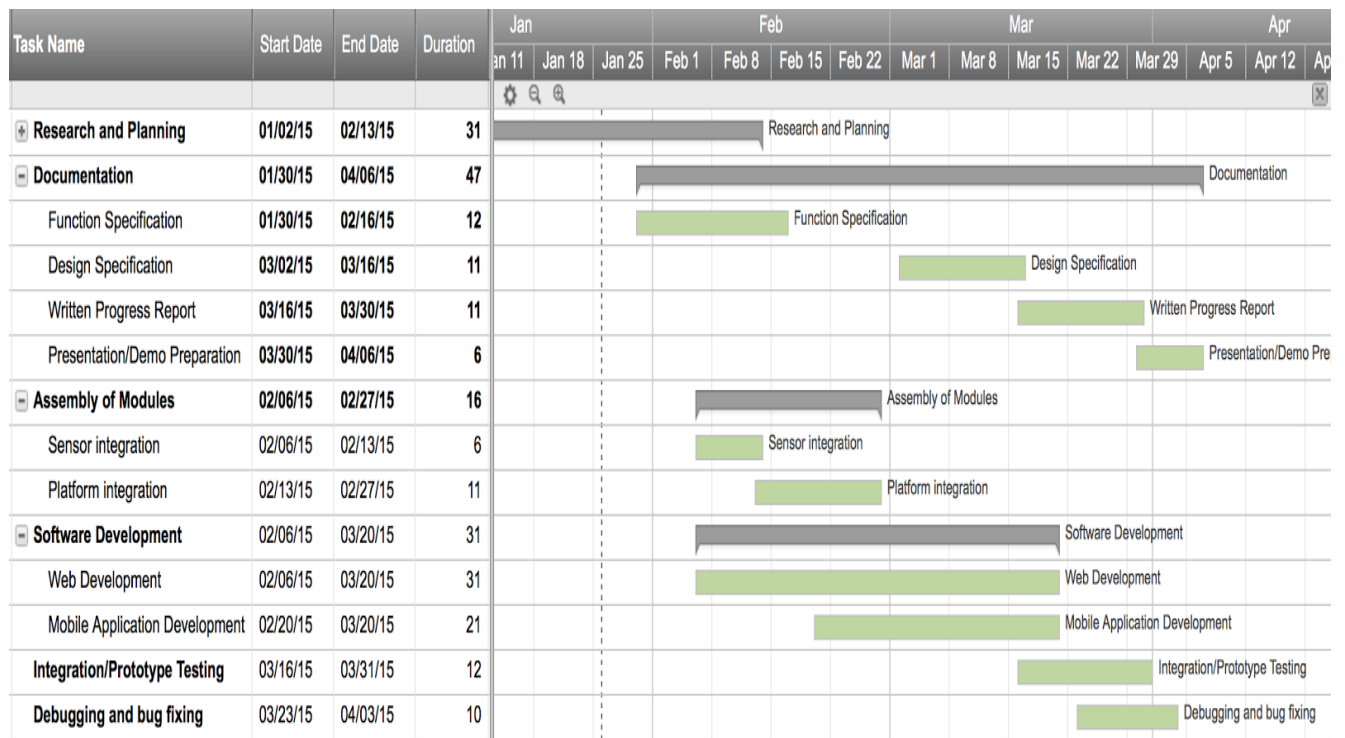 Task Name Start Date End Date Duration Jan Feb Mar Apr
an 11 Jan 18 Jan 25 Feb 1 Feb 8 Feb 15 Feb 22 Mar 1 Mar 8 Mar 15 Mar 22 Mar 29 Apr 5 Apr 12 Ap
Research and Planning 01/02/15 02/13/15 31 Research and Planning
Documentation 01/30/15 04/06/15 47 Documentation
Function Specification 01/30/15 02/16/15 12 Function Specification
Design Specification 03/02/15 03/16/15 11 Design Specification
Written Progress Report 03/16/15 03/30/15 11 Written Progress Report
Presentation/Demo Preparation 03/30/15 04/06/15 6 Presentation/Demo Pre
Assembly of Modules 02/06/15 02/27/15 16 Assembly of Modules
Sensor integration 02/06/15 02/13/15 6 Sensor integration
Platform integration 02/13/15 02/27/15 11 Platform integration
Software Development 02/06/15 03/20/15 31 Software Development
Web Development 02/06/15 03/20/15 31 Web Development
Mobile Application Development 02/20/15 03/20/15 21 Mobile Application Development
Integration/Prototype Testing 03/16/15 03/31/15 12 Integration/Prototype Testing
Debugging and bug fixing 03/23/15 04/03/15 10 Debugging and bug fixing